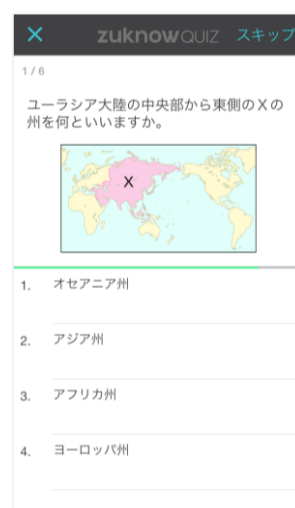 × zuknow QUIZ スキップ
1 / 6
ユーラシア大陸の中央部から東側のXの
州を何といいますか。
X
1. オセアニア州
2. アジア州
3. アフリカ州
4. ヨーロッパ州